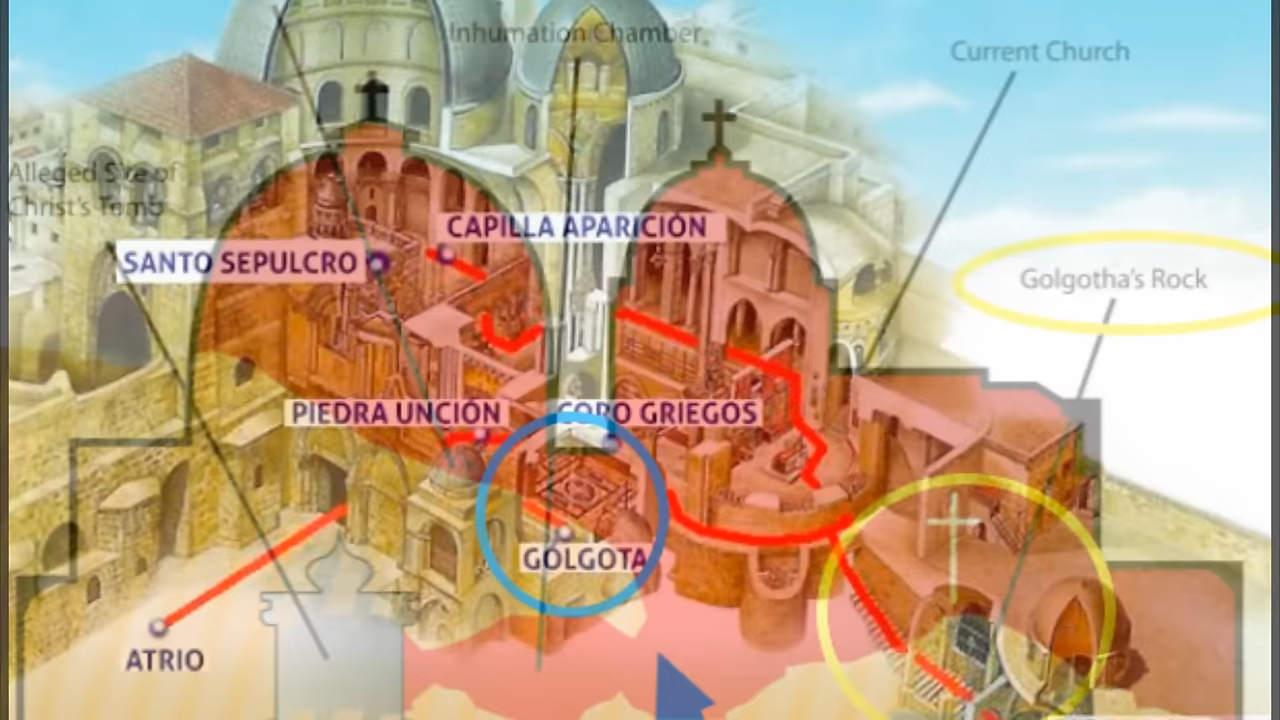 Inhumation Chamber
Current Church
Alleged Site of
Christ's Tomb
CAPILLA APARICIÓN
SANTO SEPULCRO
Golgotha's Rock
PIEDRA UNCIÓN
CORO GRIEGOS
GÓLGOTA
ATRIO